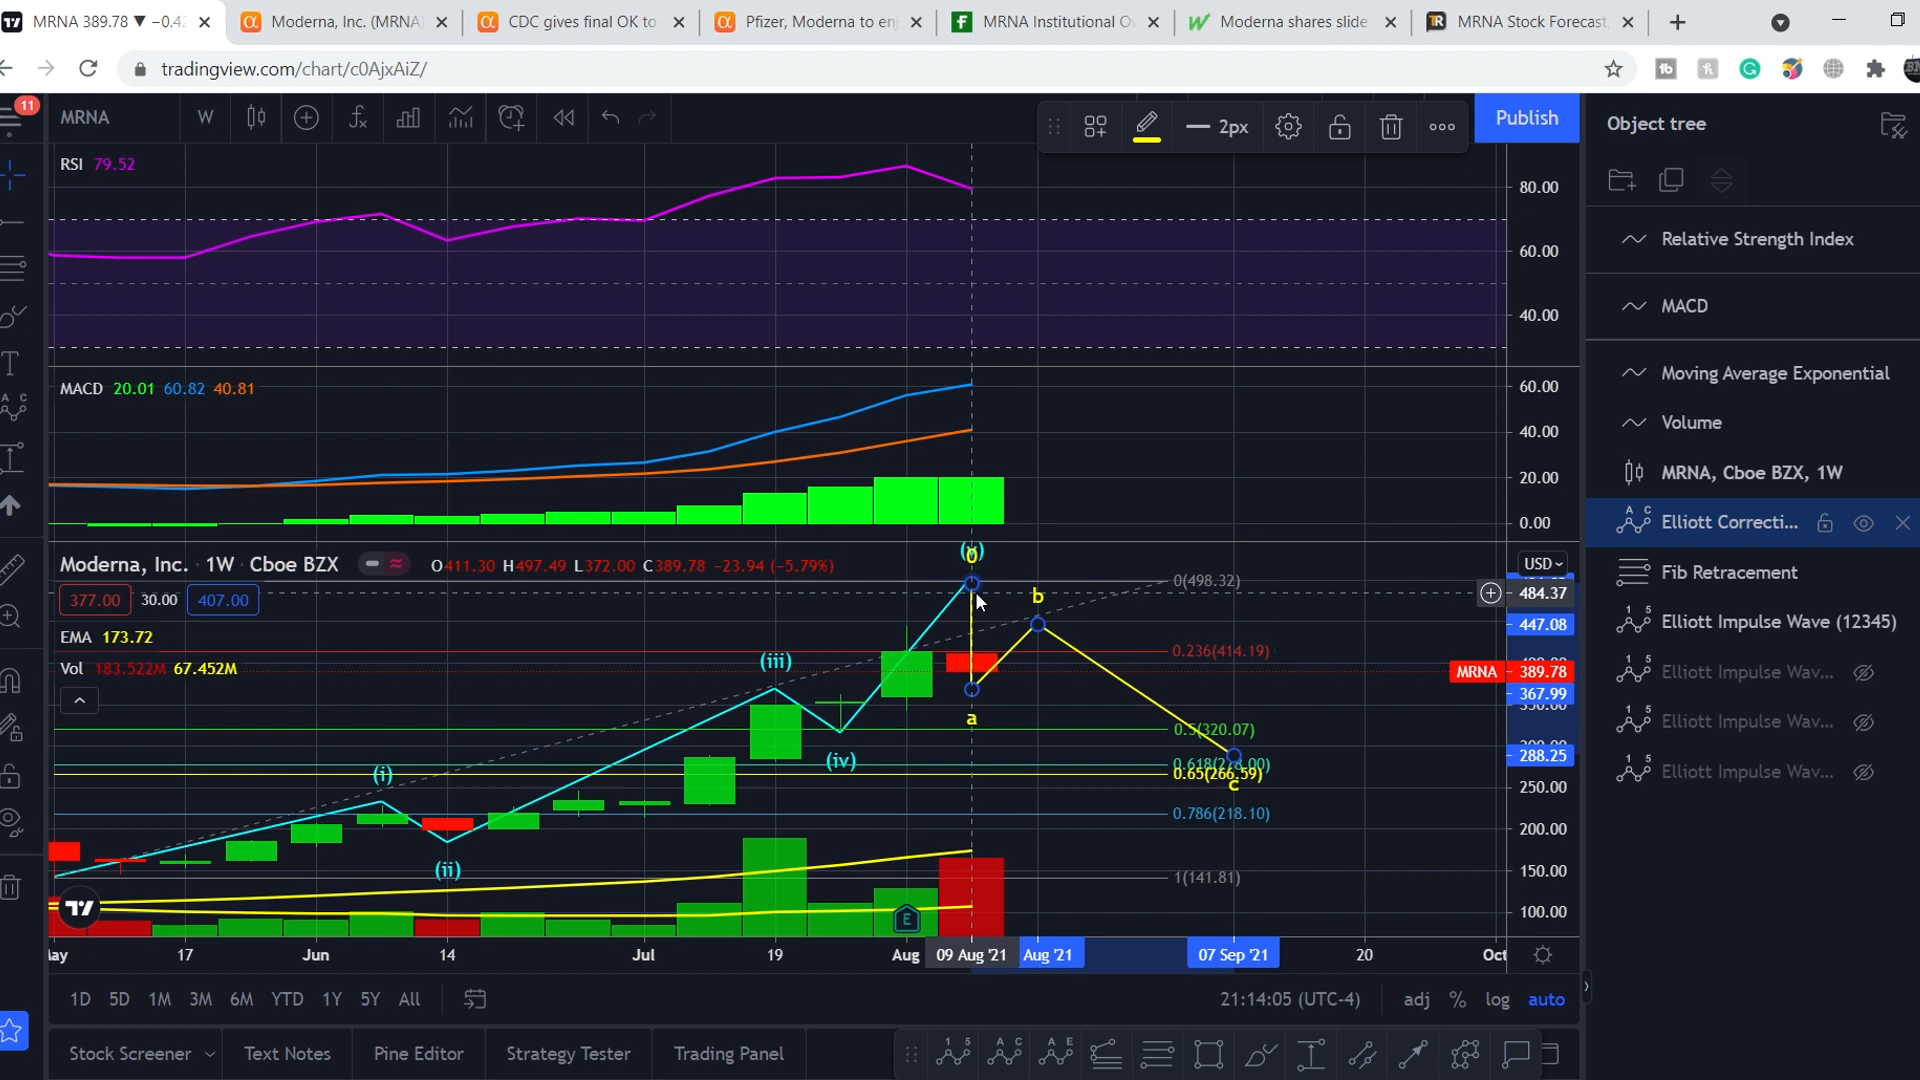 MRNA 389.78 ▼ −0.42
Moderna, Inc. (MRNA)
CDC gives final OK to
Pfizer, Moderna to enj
MRNA Institutional Ow
Moderna shares slide
MRNA Stock Forecast,
tradingview.com/chart/c0AjxAiZ/
11
MRNA
W
2px
Publish
Object tree
RSI 79.52
80.00
60.00
40.00
Relative Strength Index
MACD
Moving Average Exponential
Volume
MRNA, Cboe BZX, 1W
Elliott Correcti...
Fib Retracement
Elliott Impulse Wave (12345)
Elliott Impulse Wav...
Elliott Impulse Wav...
Elliott Impulse Wav...
MACD 20.01 60.82 40.81
60.00
40.00
20.00
0.00
Moderna, Inc. · 1W · Cboe BZX
O411.30 H497.49 L372.00 C389.78 −23.94 (−5.79%)
USD
377.00 30.00 407.00
EMA 173.72
Vol 183.522M 67.452M
(v)
0
a
b
c
(i)
(ii)
(iii)
(iv)
0(498.32)
0.236(414.19)
0.5(320.07)
0.65(266.59)
0.786(218.10)
1(141.81)
484.37
447.08
MRNA 389.78
367.99
350.00
300.00
288.25
250.00
200.00
150.00
100.00
E
17
Jun
14
Jul
19
Aug
09 Aug '21
Aug '21
07 Sep '21
20
Oct
1D 5D 1M 3M 6M YTD 1Y 5Y All
21:14:05 (UTC-4)
adj % log auto
Stock Screener
Text Notes
Pine Editor
Strategy Tester
Trading Panel